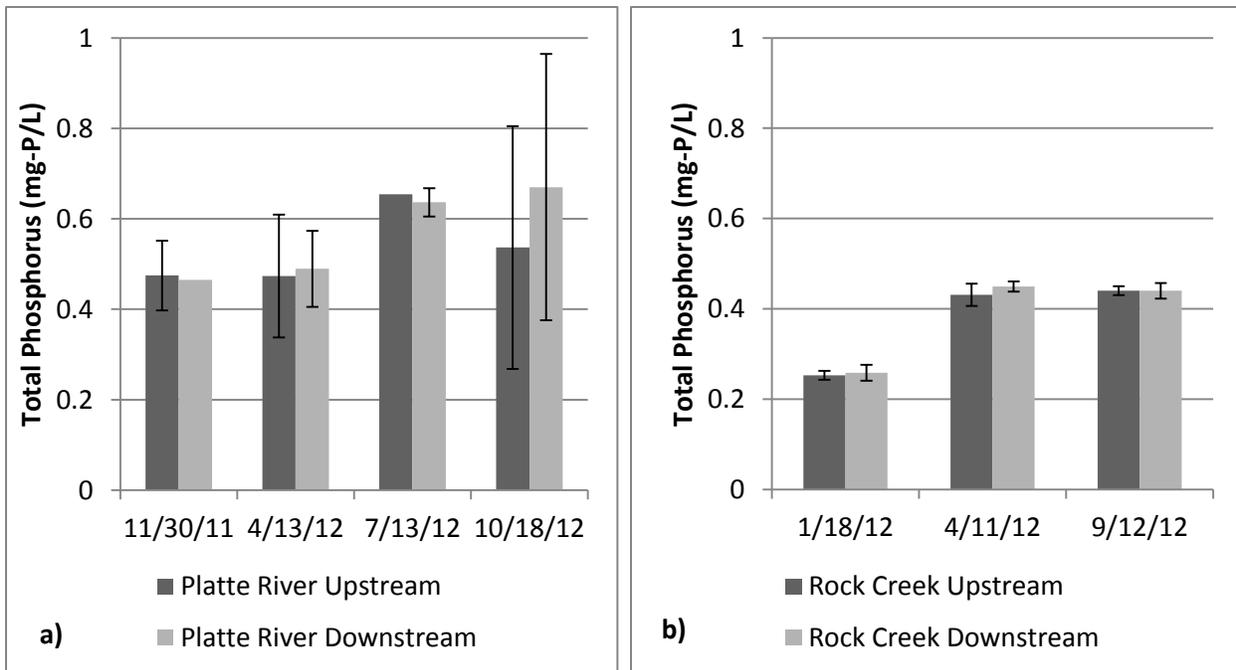 Total Phosphorus (mg-P/L)
1
0.8
0.6
0.4
0.2
0
11/30/11 4/13/12 7/13/12 10/18/12
Platte River Upstream
Platte River Downstream
a)
Total Phosphorus (mg-P/L)
1
0.8
0.6
0.4
0.2
0
1/18/12 4/11/12 9/12/12
Rock Creek Upstream
Rock Creek Downstream
b)